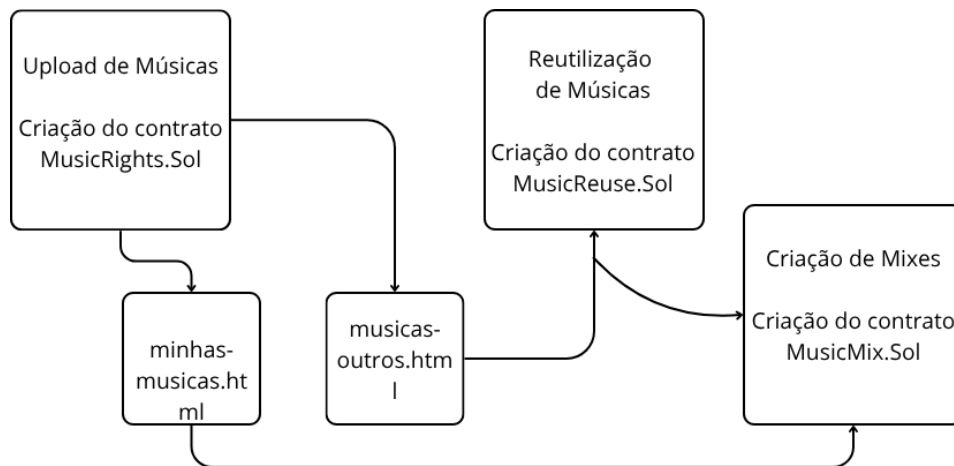 Upload de Músicas
Criação do contrato
MusicRights.Sol
Reutilização
de Músicas
Criação do contrato
MusicReuse.Sol
Criação de Mixes
Criação do contrato
MusicMix.Sol
minhas-
musicas.ht
ml
musicas-
outros.htm
l